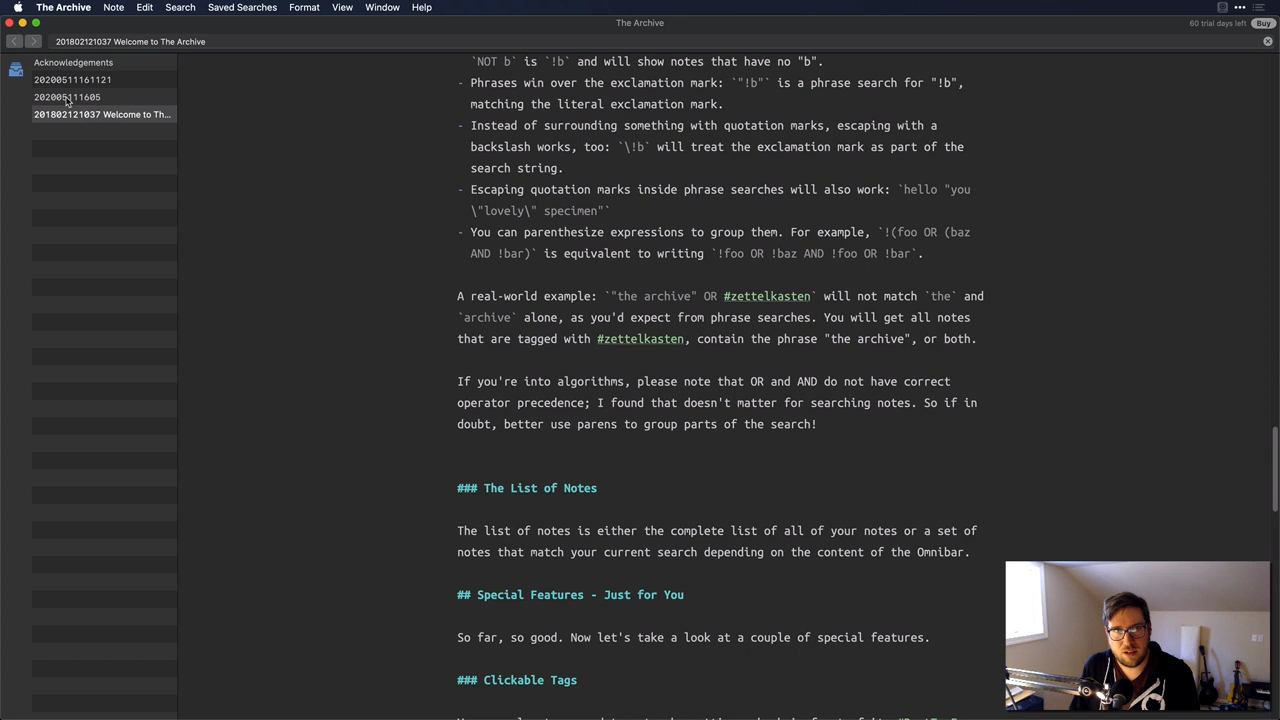 The Archive Note Edit Search Saved Searches Format View Window Help
The Archive
60 trial days left Buy
201802121037 Welcome to The Archive
Acknowledgements
20200511161121
202005111605
201802121037 Welcome to Th...
`NOT b` is `!b` and will show notes that have no "b".
- Phrases win over the exclamation mark: `"!b"` is a phrase search for "!b",
matching the literal exclamation mark.
- Instead of surrounding something with quotation marks, escaping with a
backslash works, too: `\!b` will treat the exclamation mark as part of the
search string.
- Escaping quotation marks inside phrase searches will also work: `hello "you
\"lovely\" specimen"`
- You can parenthesize expressions to group them. For example, `!(foo OR (baz
AND !bar)` is equivalent to writing `!foo OR !baz AND !foo OR !bar`.
A real-world example: `"the archive" OR #zettelkasten` will not match `the` and
`archive` alone, as you'd expect from phrase searches. You will get all notes
that are tagged with #zettelkasten, contain the phrase "the archive", or both.
If you're into algorithms, please note that OR and AND do not have correct
operator precedence; I found that doesn't matter for searching notes. So if in
doubt, better use parens to group parts of the search!
### The List of Notes
The list of notes is either the complete list of all of your notes or a set of
notes that match your current search depending on the content of the Omnibar.
## Special Features - Just for You
So far, so good. Now let's take a look at a couple of special features.
### Clickable Tags